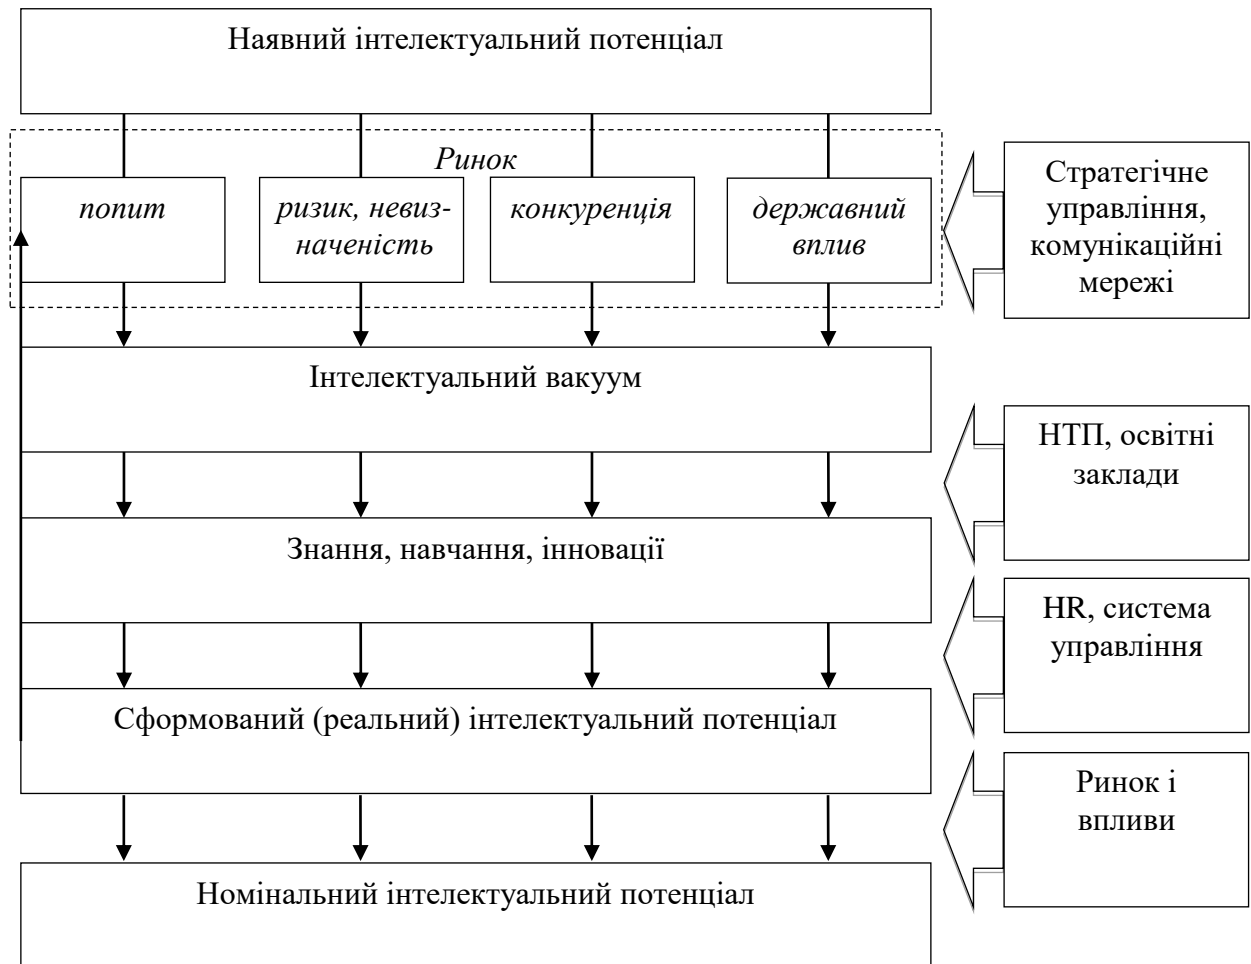 Наявний інтелектуальний потенціал
Ринок
попит
ризик, невиз-
наченість
конкуренція
державний
вплив
Стратегічне
управління,
комунікаційні
мережі
Інтелектуальний вакуум
НТП, освітні
заклади
Знання, навчання, інновації
HR, система
управління
Сформований (реальний) інтелектуальний потенціал
Ринок і
впливи
Номінальний інтелектуальний потенціал